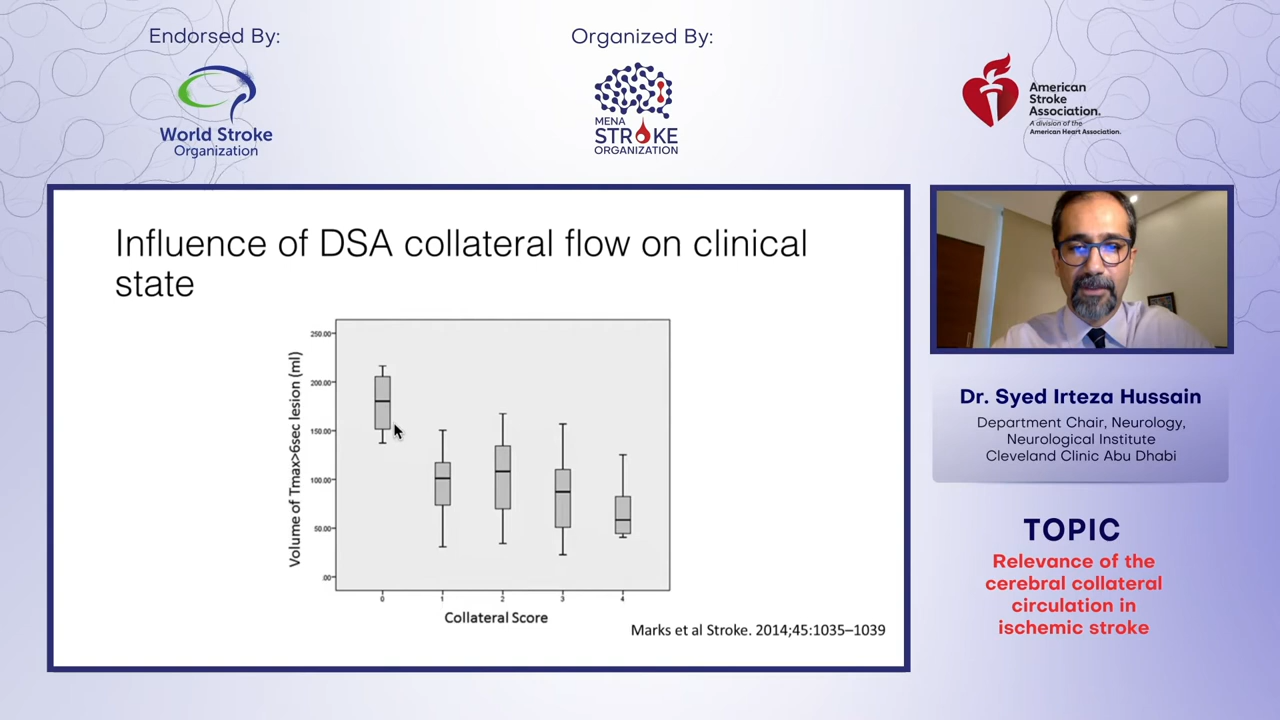 Endorsed By:
World Stroke
Organization
Organized By:
MENA
STROKE
ORGANIZATION
American
Stroke
Association.
A division of the
American Heart Association.
Influence of DSA collateral flow on clinical
state
Volume of Tmax>6sec lesion (ml)
250.00
200.00
150.00
100.00
50.00
.00
0 1 2 3 4
Collateral Score
Marks et al Stroke. 2014;45:1035–1039
Dr. Syed Irteza Hussain
Department Chair, Neurology,
Neurological Institute
Cleveland Clinic Abu Dhabi
TOPIC
Relevance of the
cerebral collateral
circulation in
ischemic stroke